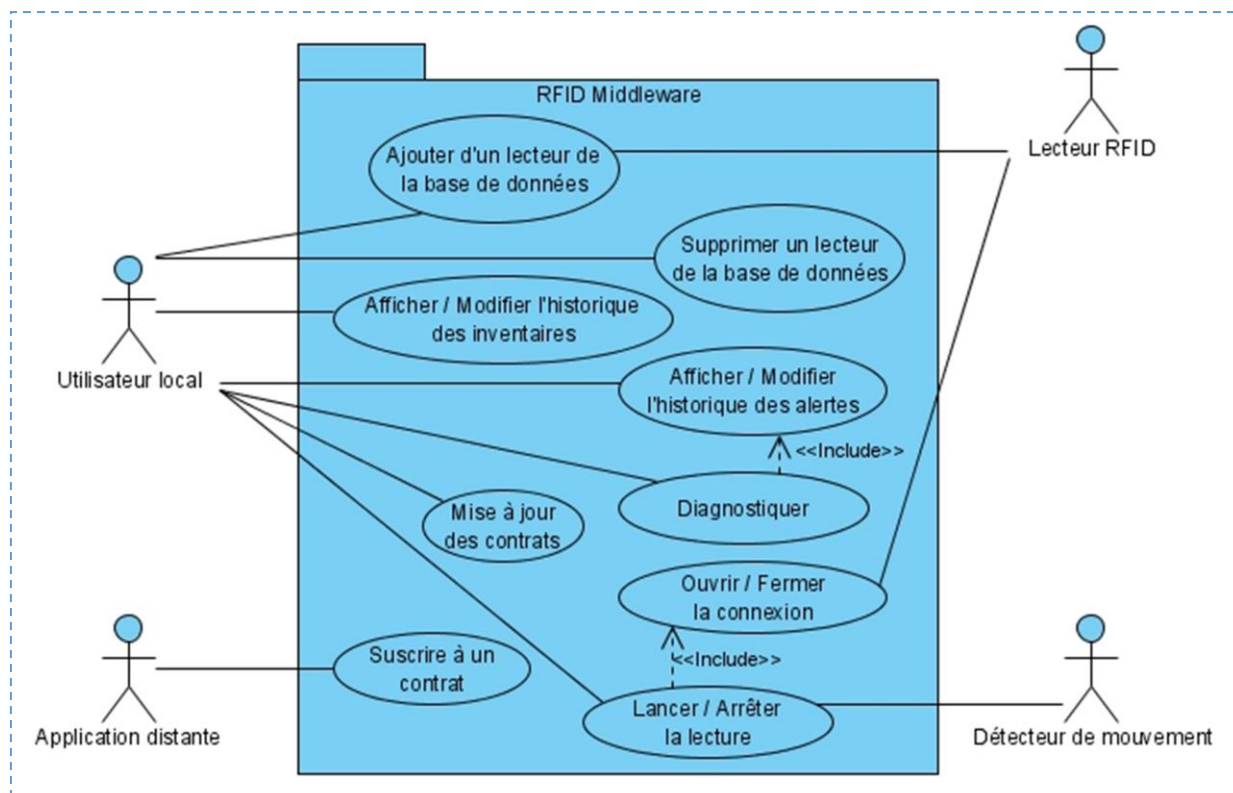 RFID Middleware
Lecteur RFID
Ajouter d'un lecteur de
la base de données
Supprimer un lecteur
de la base de données
Afficher / Modifier l'historique
des inventaires
Utilisateur local
Afficher / Modifier
l'historique des alertes
<<Include>>
Diagnostiquer
Mise à jour
des contrats
Ouvrir / Fermer
la connexion
<<Include>>
Suscrire à un
contrat
Lancer / Arrêter
la lecture
Application distante
Détecteur de mouvement